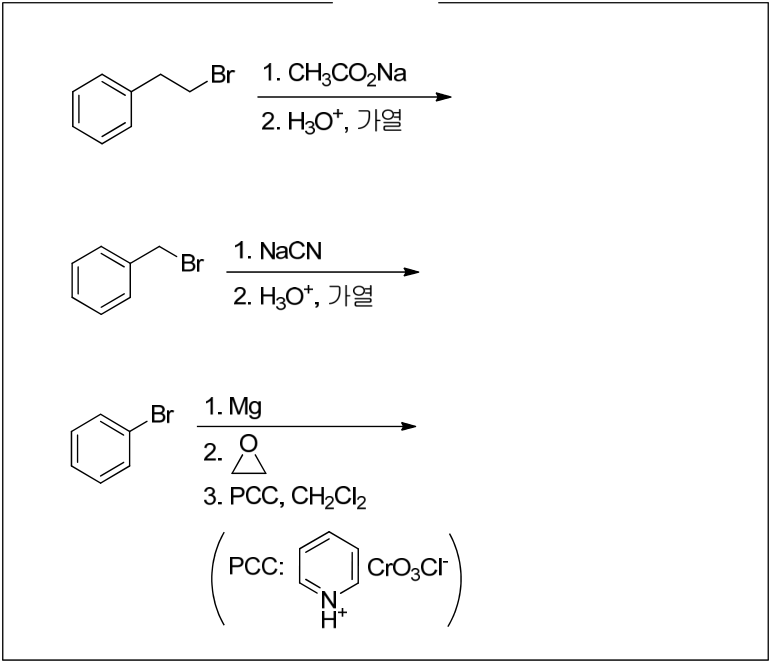 Br
1. CH₃CO₂Na
2. H₃O⁺, 가열
Br
1. NaCN
2. H₃O⁺, 가열
Br
1. Mg
2. O
3. PCC, CH₂Cl₂
PCC: N H⁺ CrO₃Cl⁻